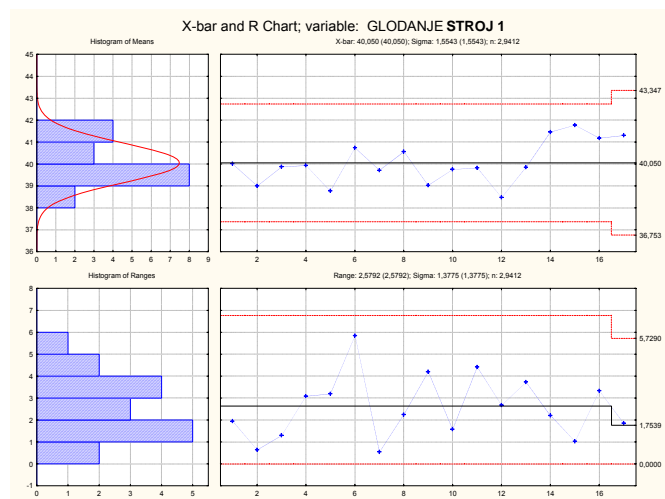 X-bar and R Chart; variable: GLODANJE STROJ 1
Histogram of Means
X-bar: 40,050 (40,050); Sigma: 1,5543 (1,5543); n: 2,9412
45
44
43
42
41
40
39
38
37
36
0 1 2 3 4 5 6 7 8 9
43,347
40,050
36,753
2 4 6 8 10 12 14 16
Histogram of Ranges
Range: 2,5792 (2,5792); Sigma: 1,3775 (1,3775); n: 2,9412
8
7
6
5
4
3
2
1
0
-1
0 1 2 3 4 5
5,7290
1,7539
0,0000
2 4 6 8 10 12 14 16